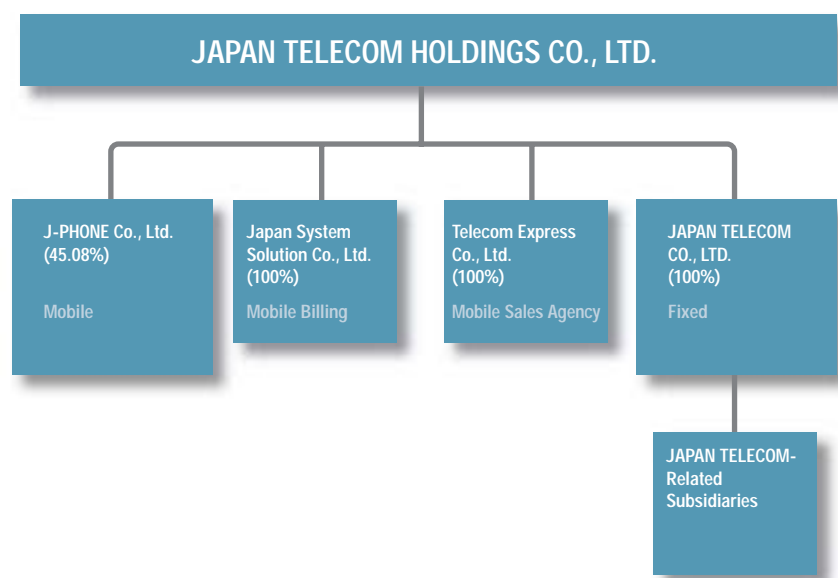 JAPAN TELECOM HOLDINGS CO., LTD.
J-PHONE Co., Ltd.
(45.08%)
Mobile
Japan System
Solution Co., Ltd.
(100%)
Mobile Billing
Telecom Express
Co., Ltd.
(100%)
Mobile Sales Agency
JAPAN TELECOM
CO., LTD.
(100%)
Fixed
JAPAN TELECOM-
Related
Subsidiaries